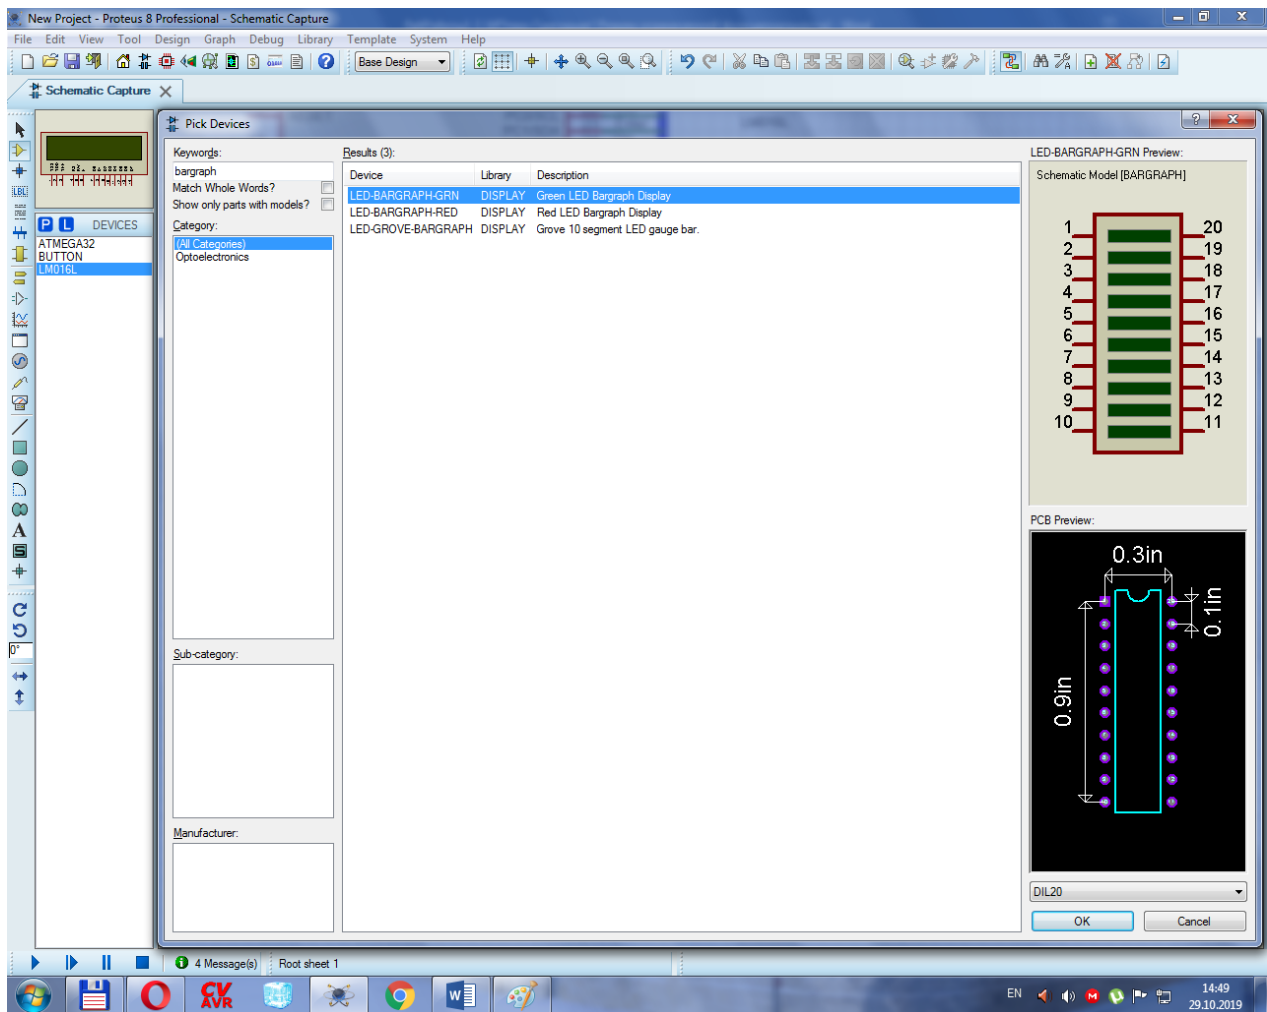 New Project - Proteus 8 Professional - Schematic Capture
File Edit View Tool Design Graph Debug Library Template System Help
Base Design
Schematic Capture
Pick Devices
Keywords:
bargraph
Match Whole Words?
Show only parts with models?
Category:
(All Categories)
Optoelectronics
Sub-category:
Manufacturer:
P L DEVICES
ATMEGA32
BUTTON
LM016L
LBL
A
S
0°
Results (3):
Device Library Description
LED-BARGRAPH-GRN DISPLAY Green LED Bargraph Display
LED-BARGRAPH-RED DISPLAY Red LED Bargraph Display
LED-GROVE-BARGRAPH DISPLAY Grove 10 segment LED gauge bar.
LED-BARGRAPH-GRN Preview:
Schematic Model [BARGRAPH]
1 20
2 19
3 18
4 17
5 16
6 15
7 14
8 13
9 12
10 11
PCB Preview:
0.3in
0.1in
0.9in
DIL20
OK Cancel
4 Message(s) Root sheet 1
CV
AVR
EN
14:49
29.10.2019